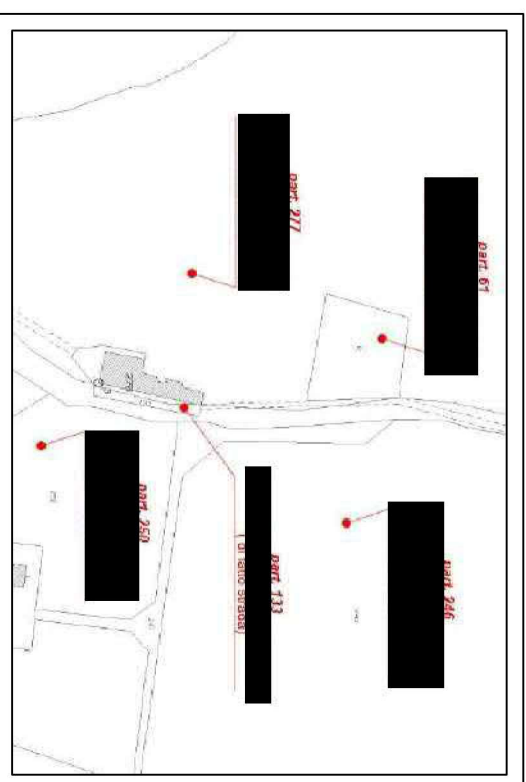 part. 61
part. 277
part. 246
part. 133
(di fatto strada)
part. 250